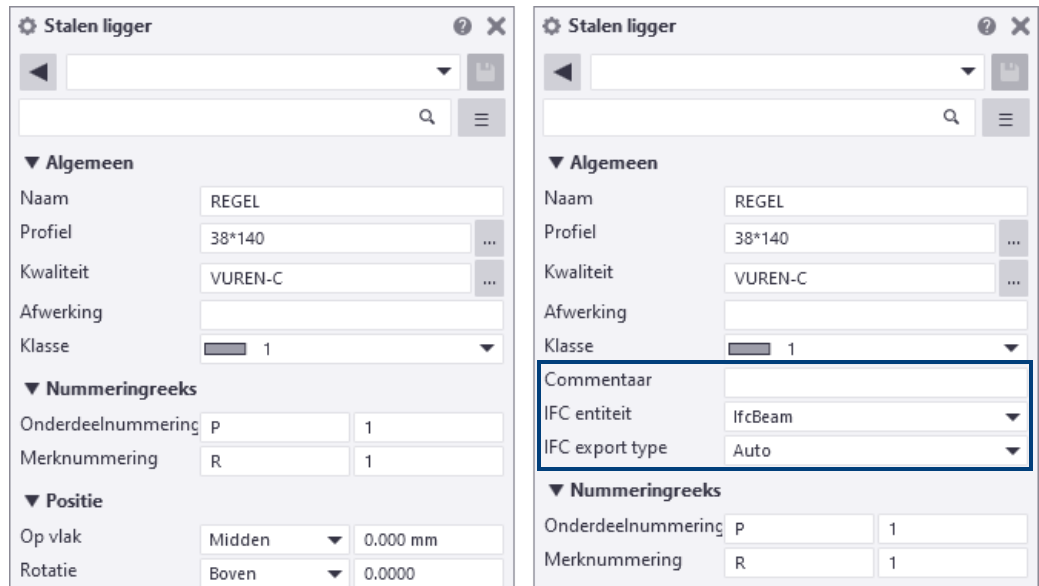 Stalen ligger
Algemeen
Naam REGEL
Profiel 38*140 ...
Kwaliteit VUREN-C ...
Afwerking
Klasse 1
Nummeringreeks
Onderdeelnummering P 1
Merknummering R 1
Positie
Op vlak Midden 0.000 mm
Rotatie Boven 0.0000
Stalen ligger
Algemeen
Naam REGEL
Profiel 38*140 ...
Kwaliteit VUREN-C ...
Afwerking
Klasse 1
Commentaar
IFC entiteit IfcBeam
IFC export type Auto
Nummeringreeks
Onderdeelnummering P 1
Merknummering R 1